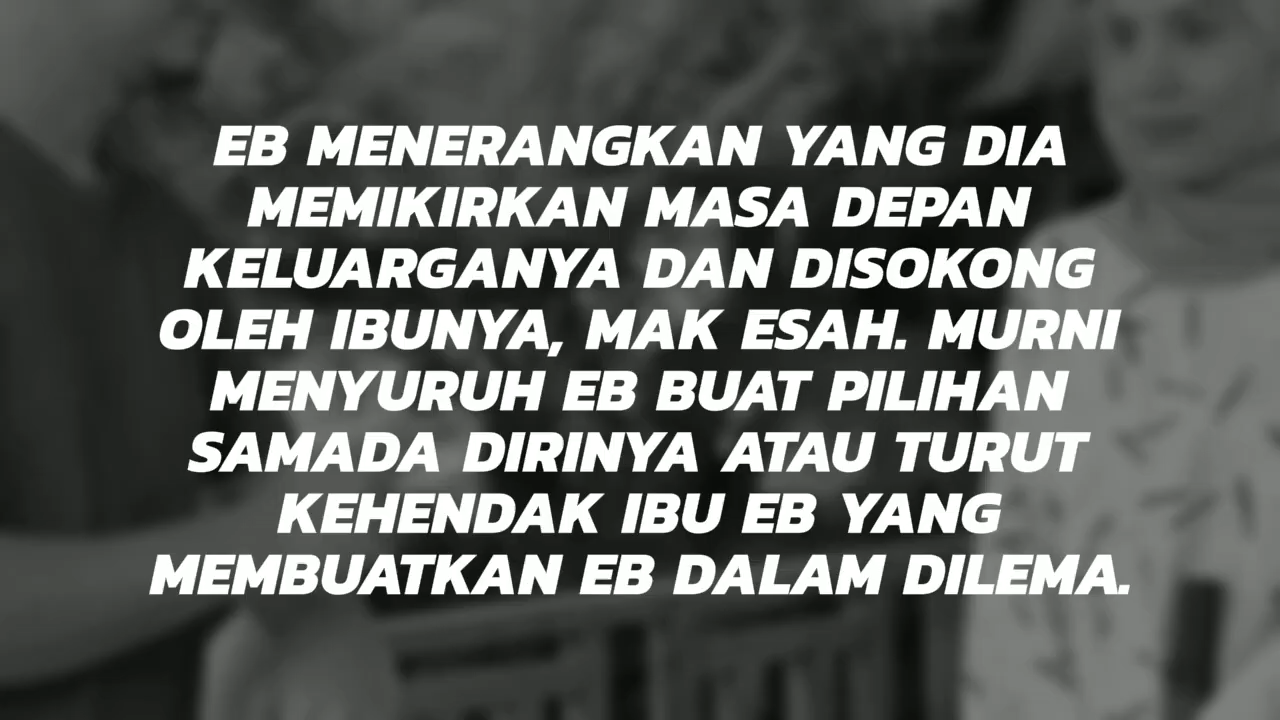 EB MENERANGKAN YANG DIA
MEMIKIRKAN MASA DEPAN
KELUARGANYA DAN DISOKONG
OLEH IBUNYA, MAK ESAH. MURNI
MENYURUH EB BUAT PILIHAN
SAMADA DIRINYA ATAU TURUT
KEHENDAK IBU EB YANG
MEMBUATKAN EB DALAM DILEMA.